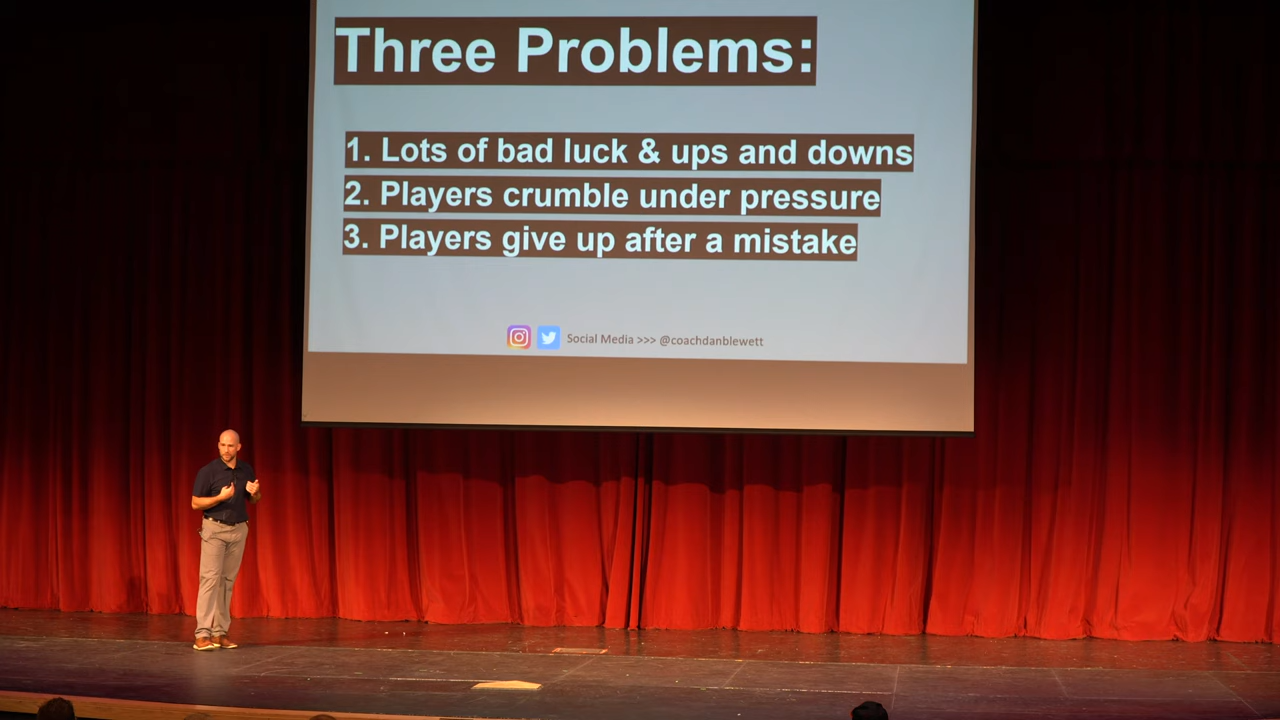 Three Problems:
1. Lots of bad luck & ups and downs
2. Players crumble under pressure
3. Players give up after a mistake
Social Media >>> @coachdanblewett